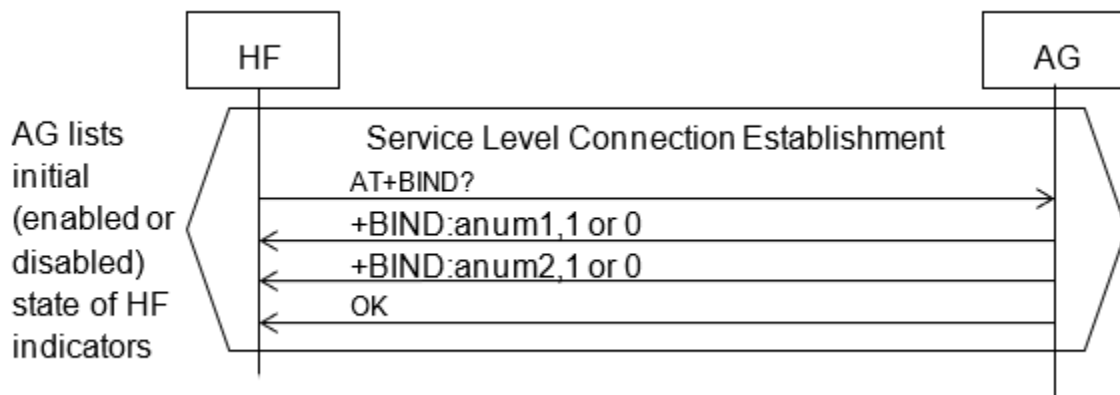 HF
AG
AG lists
initial
(enabled or
disabled)
state of HF
indicators
Service Level Connection Establishment
AT+BIND?
+BIND:anum1,1 or 0
+BIND:anum2,1 or 0
OK